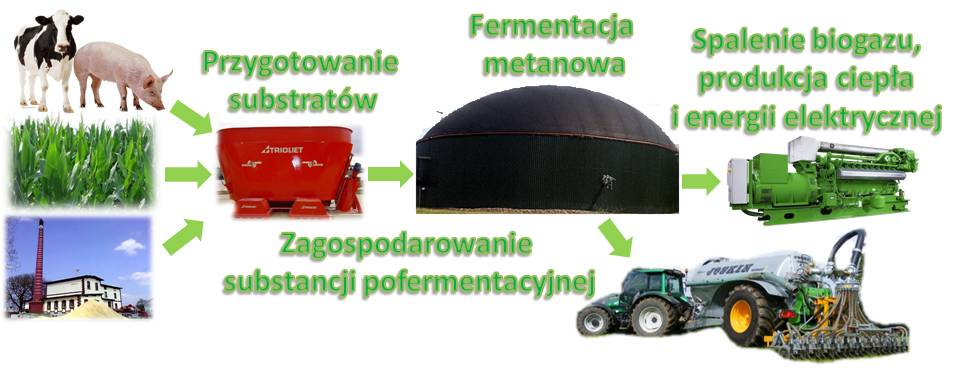 Fermentacja
metanowa
Spalenie biogazu,
produkcja ciepła
i energii elektrycznej
Przygotowanie
substratów
TRIOLIET
Zagospodarowanie
substancji pofermentacyjnej
JOSKIN